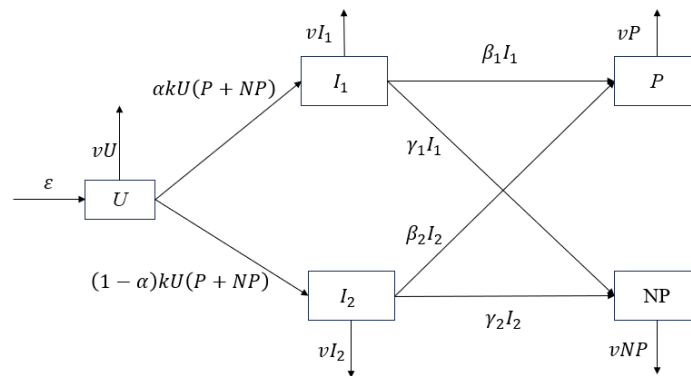 vI₁
vP
β₁I₁
I₁
P
αkU(P + NP)
vU
γ₁I₁
ε
U
β₂I₂
(1 − α)kU(P + NP)
I₂
NP
γ₂I₂
vI₂
vNP